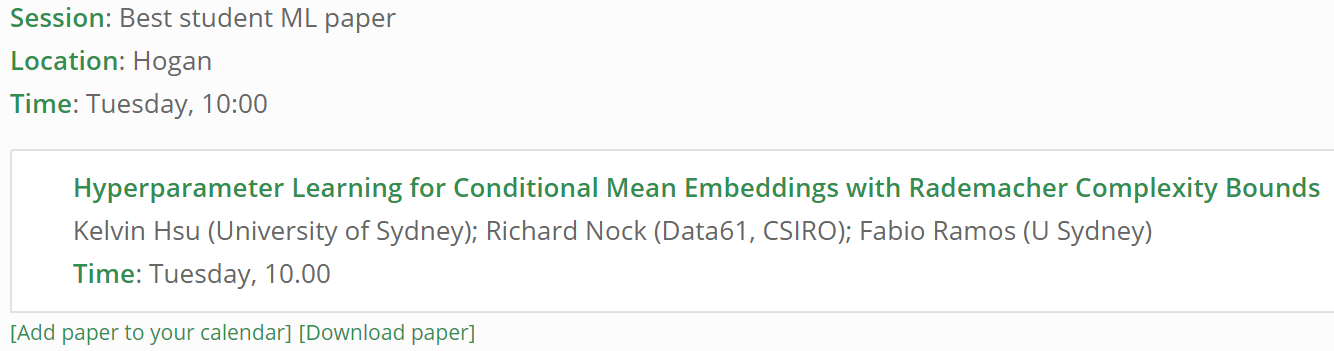 Session: Best student ML paper
Location: Hogan
Time: Tuesday, 10:00
Hyperparameter Learning for Conditional Mean Embeddings with Rademacher Complexity Bounds
Kelvin Hsu (University of Sydney); Richard Nock (Data61, CSIRO); Fabio Ramos (U Sydney)
Time: Tuesday, 10.00
[Add paper to your calendar] [Download paper]